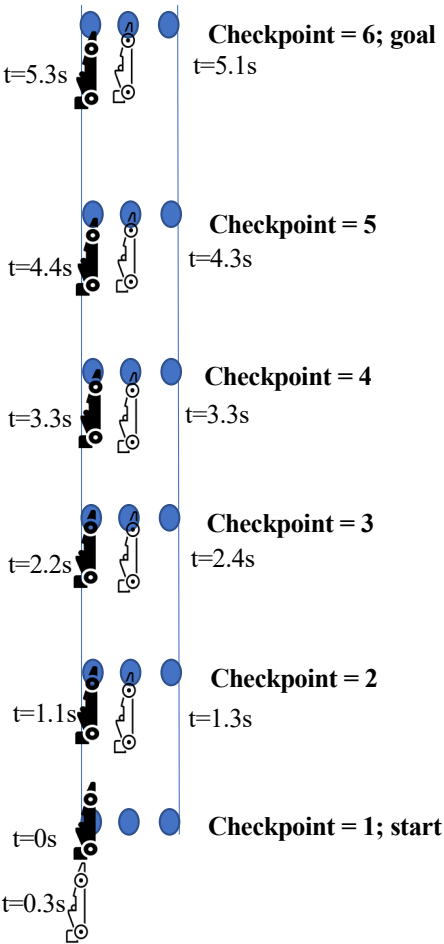 Checkpoint = 6; goal
t=5.3s
t=5.1s
Checkpoint = 5
t=4.4s
t=4.3s
Checkpoint = 4
t=3.3s
t=3.3s
Checkpoint = 3
t=2.2s
t=2.4s
Checkpoint = 2
t=1.1s
t=1.3s
Checkpoint = 1; start
t=0s
t=0.3s